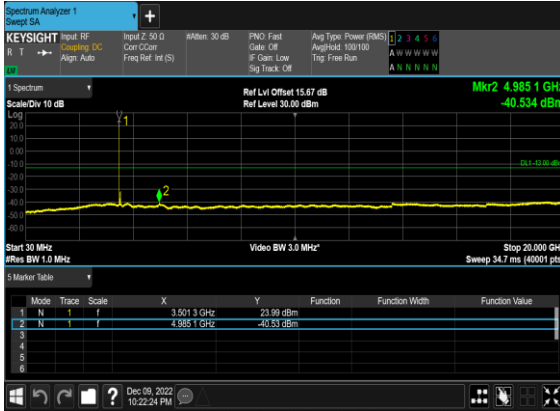 Spectrum Analyzer 1
Swept SA
+
KEYSIGHT Input: RF Input Z: 50 Ω #Atten: 30 dB PNO: Fast Avg Type: Power (RMS) 1 2 3 4 5 6
R T Coupling: DC Corr CCorr Gate: Off Avg|Hold: 100/100 A W W W W W
Align: Auto Freq Ref: Int (S) IF Gain: Low Trig: Free Run
Sig Track: Off A N N N N N
1 Spectrum Ref Lvl Offset 15.67 dB Mkr2 4.985 1 GHz
Scale/Div 10 dB Ref Level 30.00 dBm -40.534 dBm
Log
20.0
10.0
0.00
-10.0
DL1 -13.00 dBm
-20.0
-30.0
-40.0
-50.0
-60.0
1
2
Start 30 MHz Video BW 3.0 MHz* Stop 20.000 GHz
#Res BW 1.0 MHz Sweep 34.7 ms (40001 pts)
5 Marker Table
Mode Trace Scale X Y Function Function Width Function Value
1 N 1 f 3.501 3 GHz 23.99 dBm
2 N 1 f 4.985 1 GHz -40.53 dBm
3
4
5
6
? Dec 09, 2022
10:22:24 PM